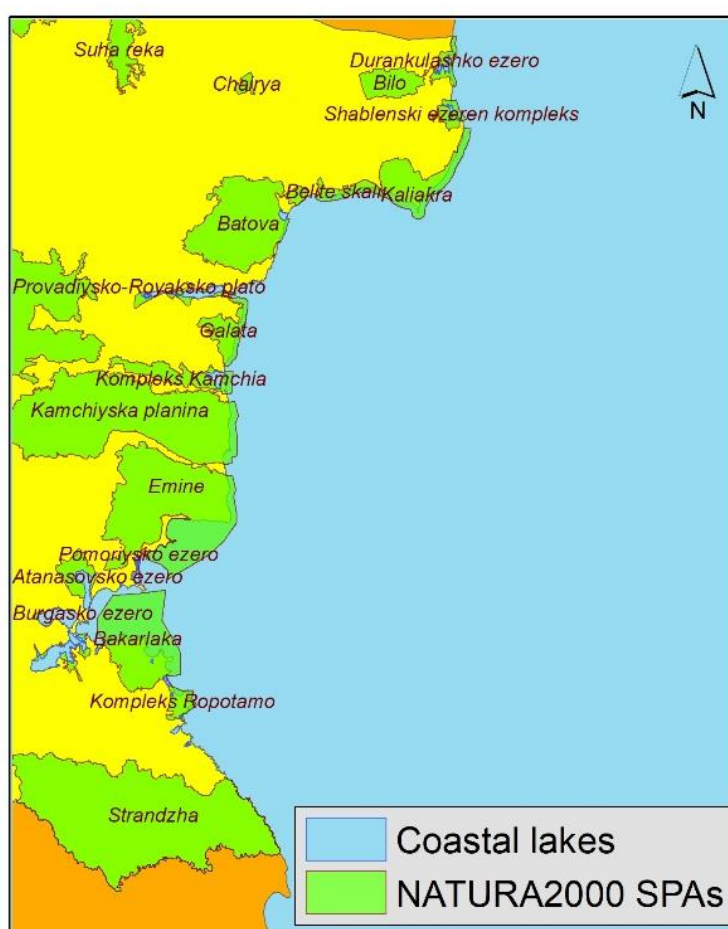 Suha reka
Durankulashko ezero
Chairya
Bilo
Shablenski ezeren kompleks
Belite skali
Kaliakra
Batova
Provadiysko-Royaksko plato
Galata
Kompleks Kamchia
Kamchiyska planina
Emine
Pomoriysko ezero
Atanasovsko ezero
Burgasko ezero
Bakarlaka
Kompleks Ropotamo
Strandzha
N
Coastal lakes
NATURA2000 SPAs